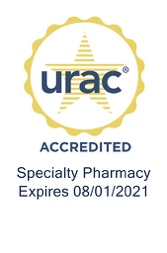 urac®
ACCREDITED
Specialty Pharmacy
Expires 08/01/2021